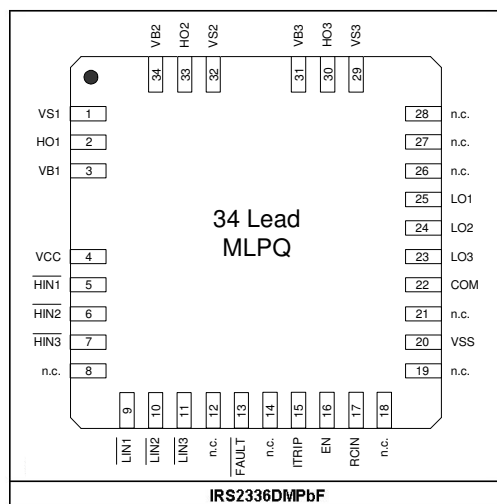 VB2 HO2 VS2 VB3 HO3 VS3
34 33 32 31 30 29
VS1 1 28 n.c.
HO1 2 27 n.c.
VB1 3 26 n.c.
25 LO1
34 Lead
24 LO2
MLPQ
VCC 4 23 LO3
HIN1 5 22 COM
HIN2 6 21 n.c.
HIN3 7 20 VSS
n.c. 8 19 n.c.
9 10 11 12 13 14 15 16 17 18
LIN1 LIN2 LIN3 n.c. FAULT n.c. ITRIP EN RCIN n.c.
IRS2336DMPbF